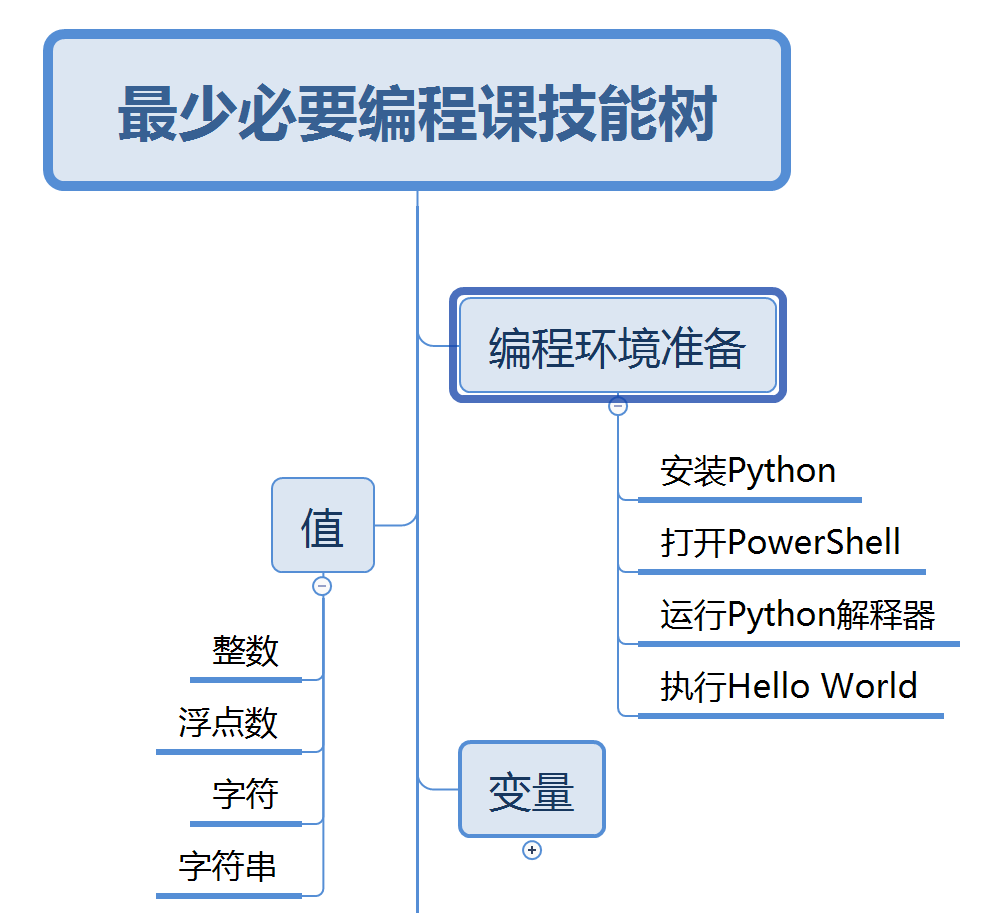 最少必要编程课技能树
编程环境准备
安装Python
打开PowerShell
运行Python解释器
执行Hello World
值
整数
浮点数
字符
字符串
变量